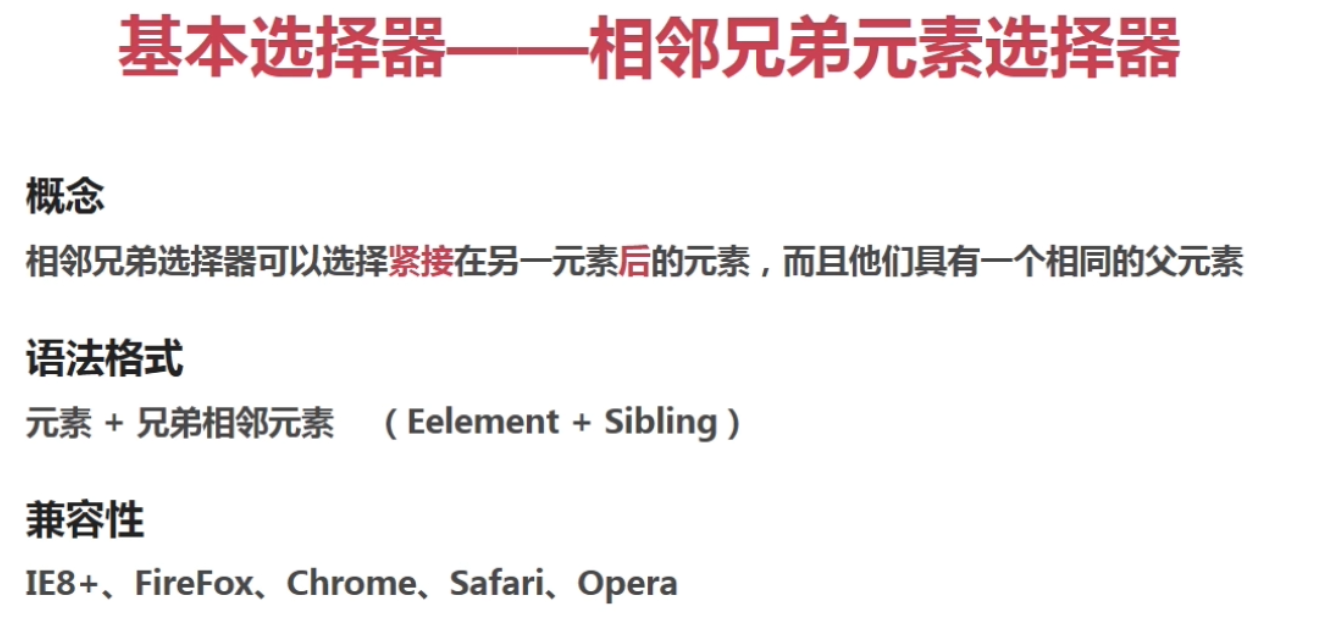 基本选择器——相邻兄弟元素选择器
概念
相邻兄弟选择器可以选择紧接在另一元素后的元素，而且他们具有一个相同的父元素
语法格式
元素 + 兄弟相邻元素 （Eelement + Sibling）
兼容性
IE8+、FireFox、Chrome、Safari、Opera